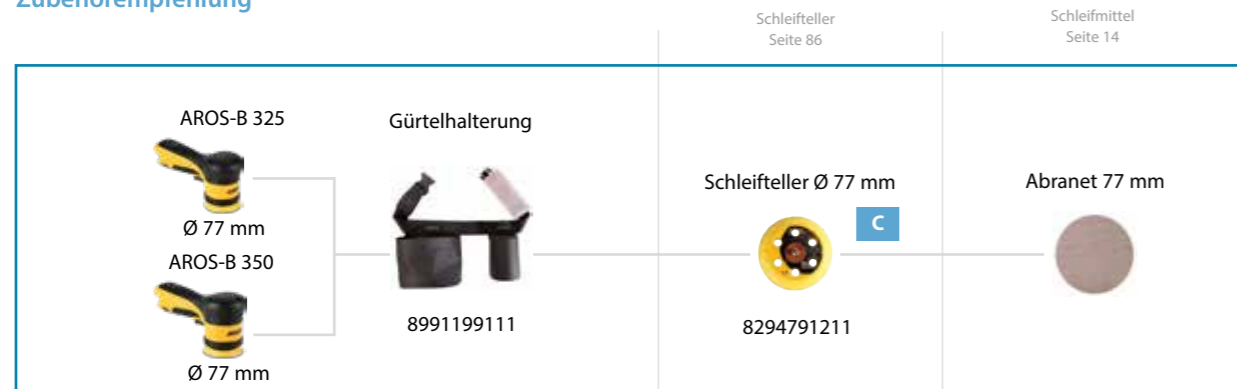 Zubehörempfehlung
Schleifteller
Seite 86
Schleifmittel
Seite 14
AROS-B 325
Ø 77 mm
AROS-B 350
Ø 77 mm
Gürtelhalterung
8991199111
Schleifteller Ø 77 mm
C
8294791211
Abranet 77 mm